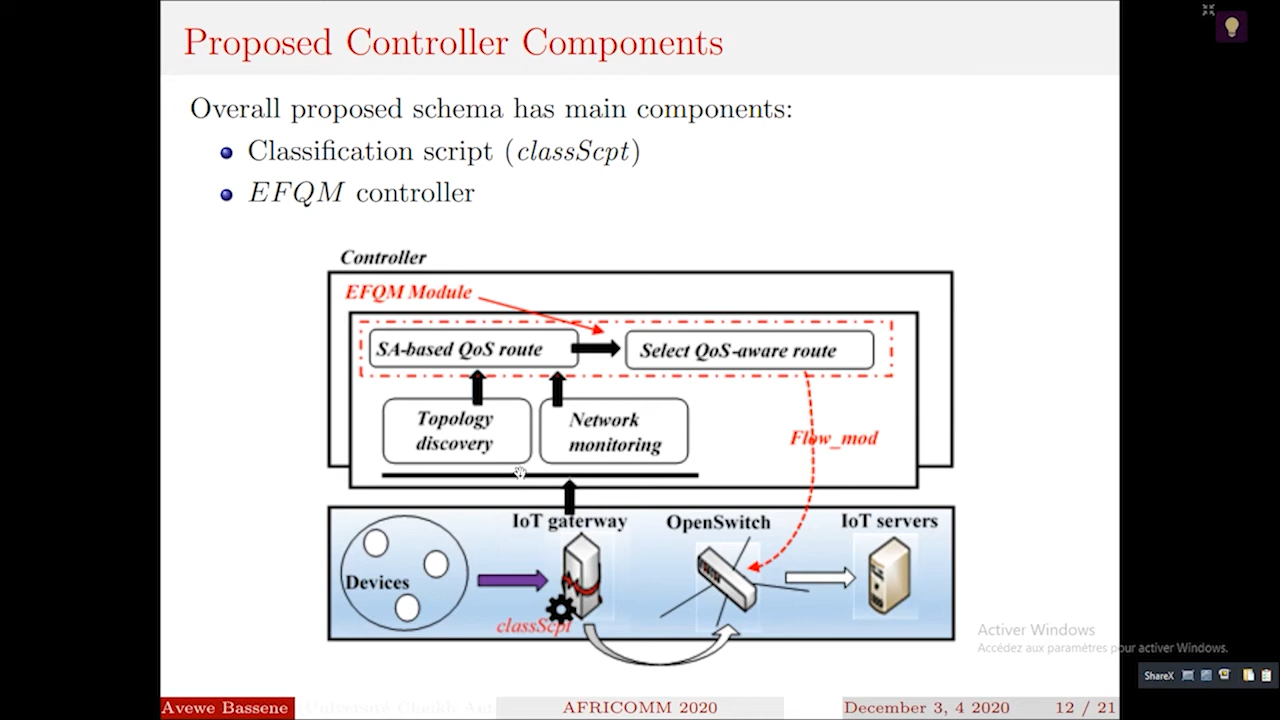 Proposed Controller Components
Overall proposed schema has main components:
Classification script (classScpt)
EFQM controller
Controller
EFQM Module
SA-based QoS route
Select QoS-aware route
Topology
discovery
Network
monitoring
Flow_mod
IoT gaterway
OpenSwitch
IoT servers
Devices
classScpt
Activer Windows
Accédez aux paramètres pour activer Windows.
ShareX
Avewe Bassene
AFRICOMM 2020
December 3, 4 2020
12 / 21